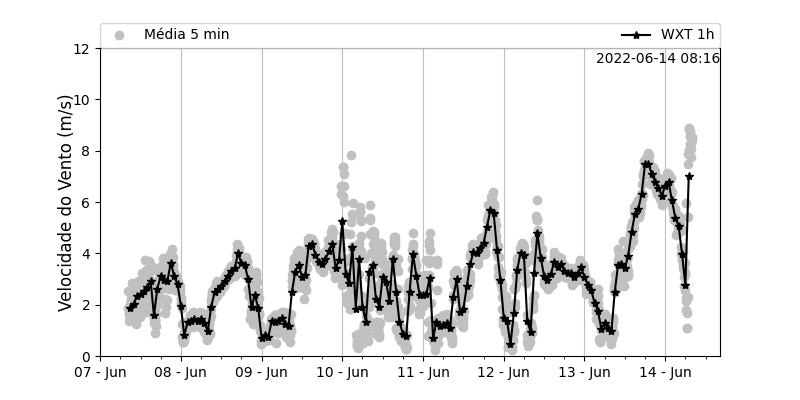 Média 5 min
WXT 1h
2022-06-14 08:16
Velocidade do Vento (m/s)
12
10
8
6
4
2
0
07 - Jun
08 - Jun
09 - Jun
10 - Jun
11 - Jun
12 - Jun
13 - Jun
14 - Jun